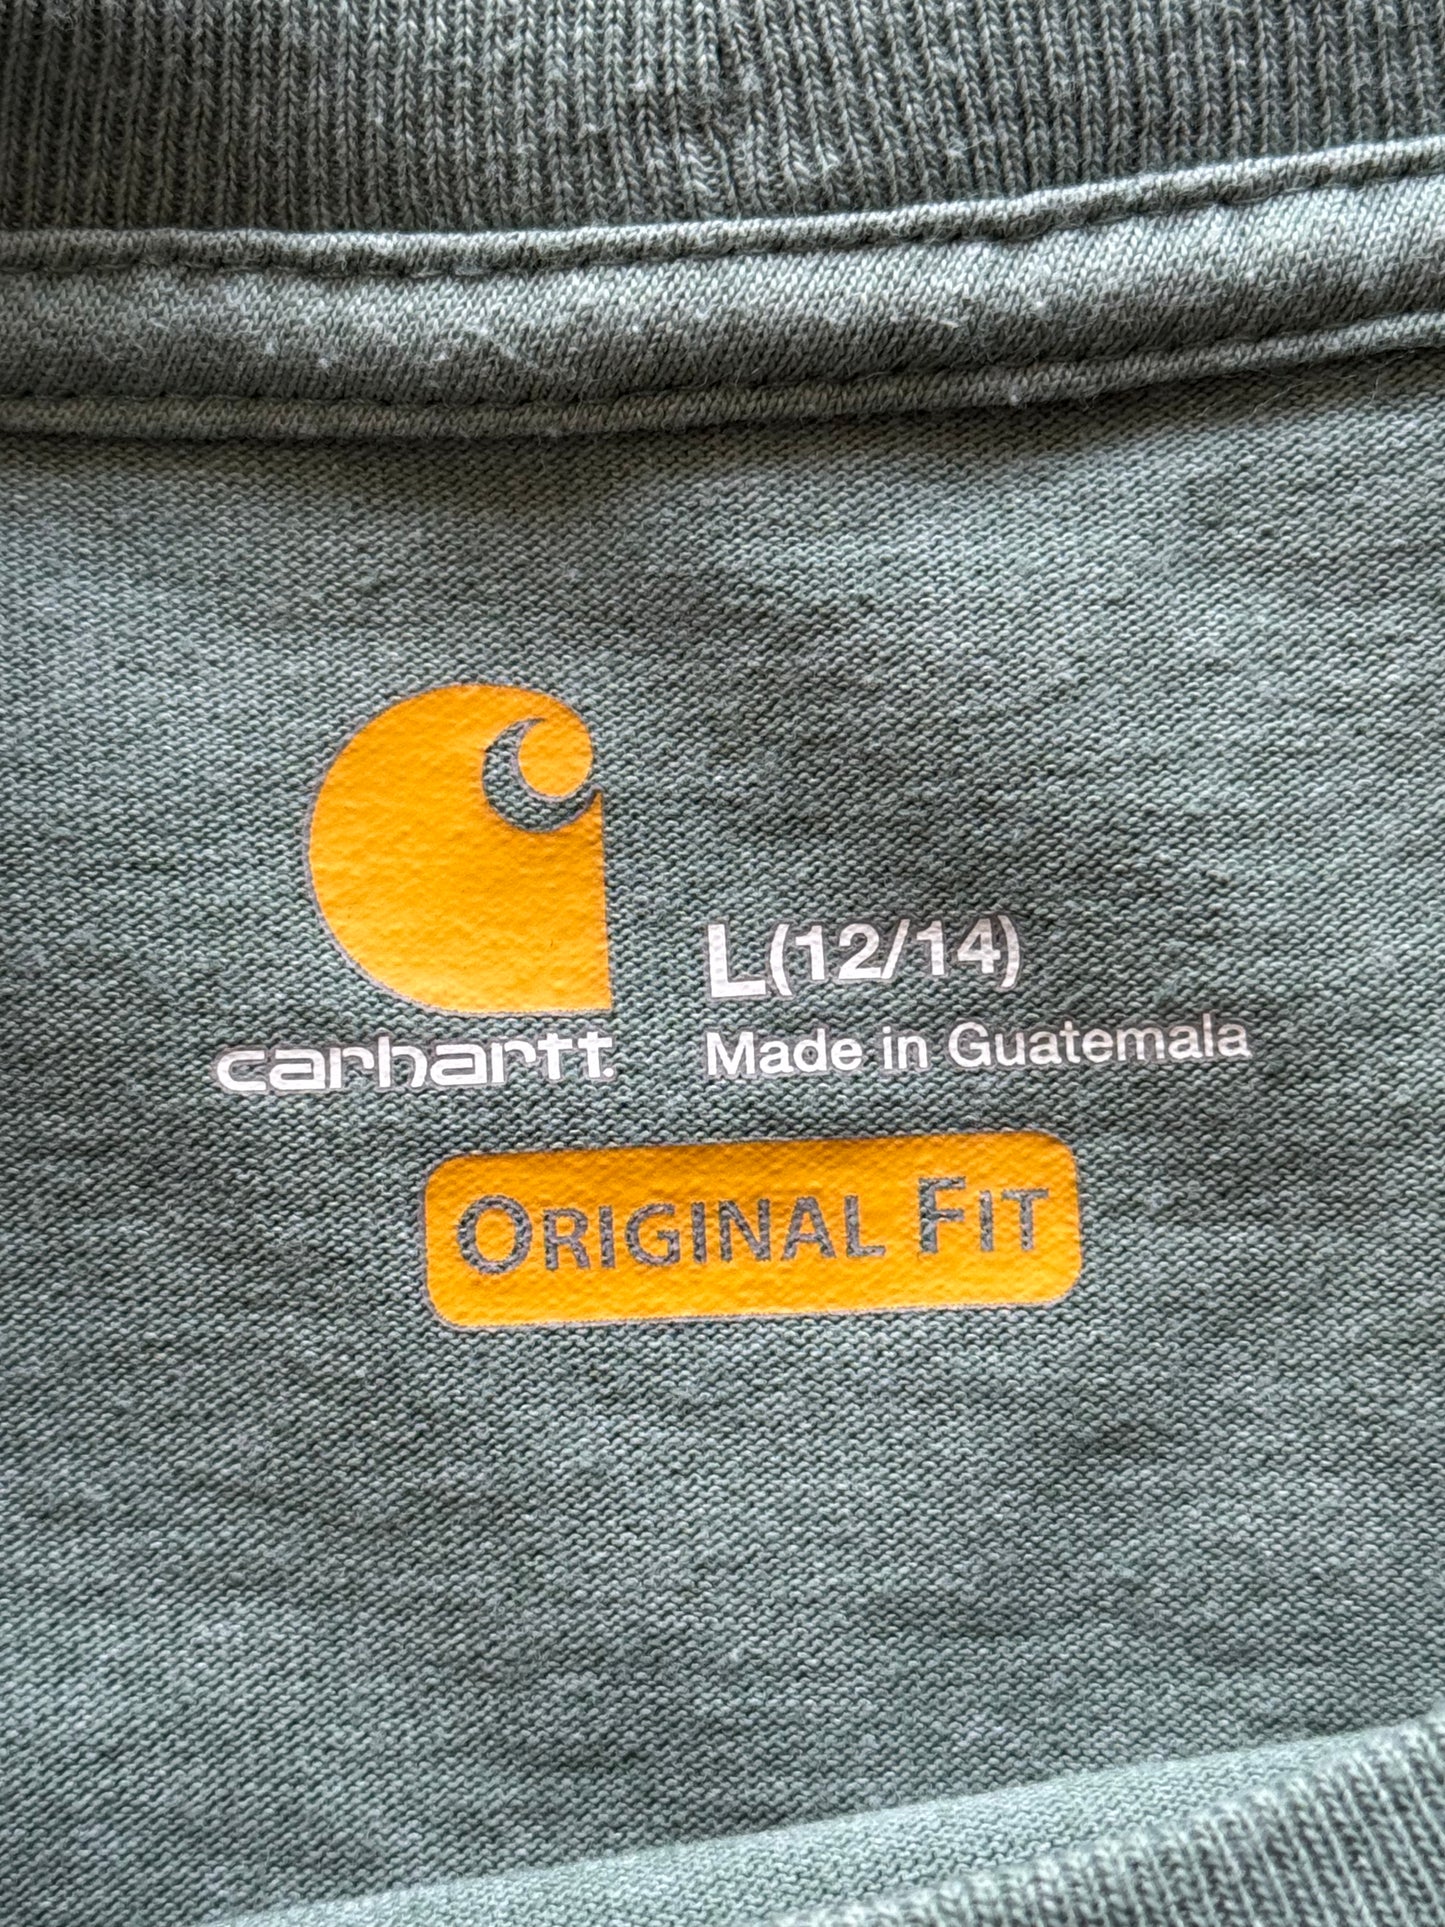 L(12/14)
carhartt
Made in Guatemala
ORIGINAL FIT